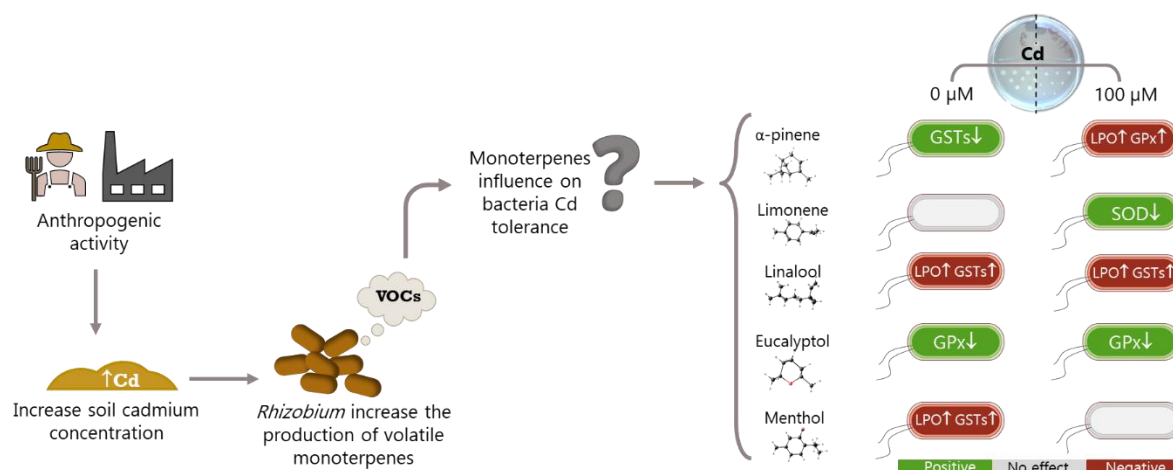 Cd
0 µM
100 µM
Anthropogenic
activity
↑Cd
Increase soil cadmium
concentration
VOCs
Rhizobium increase the
production of volatile
monoterpenes
Monoterpenes
influence on
bacteria Cd
tolerance
?
α-pinene
GSTs↓
LPO↑ GPx↑
Limonene
SOD↓
Linalool
LPO↑ GSTs↑
LPO↑ GSTs↑
Eucalyptol
GPx↓
GPx↓
Menthol
LPO↑ GSTs↑
Positive
No effect
Negative